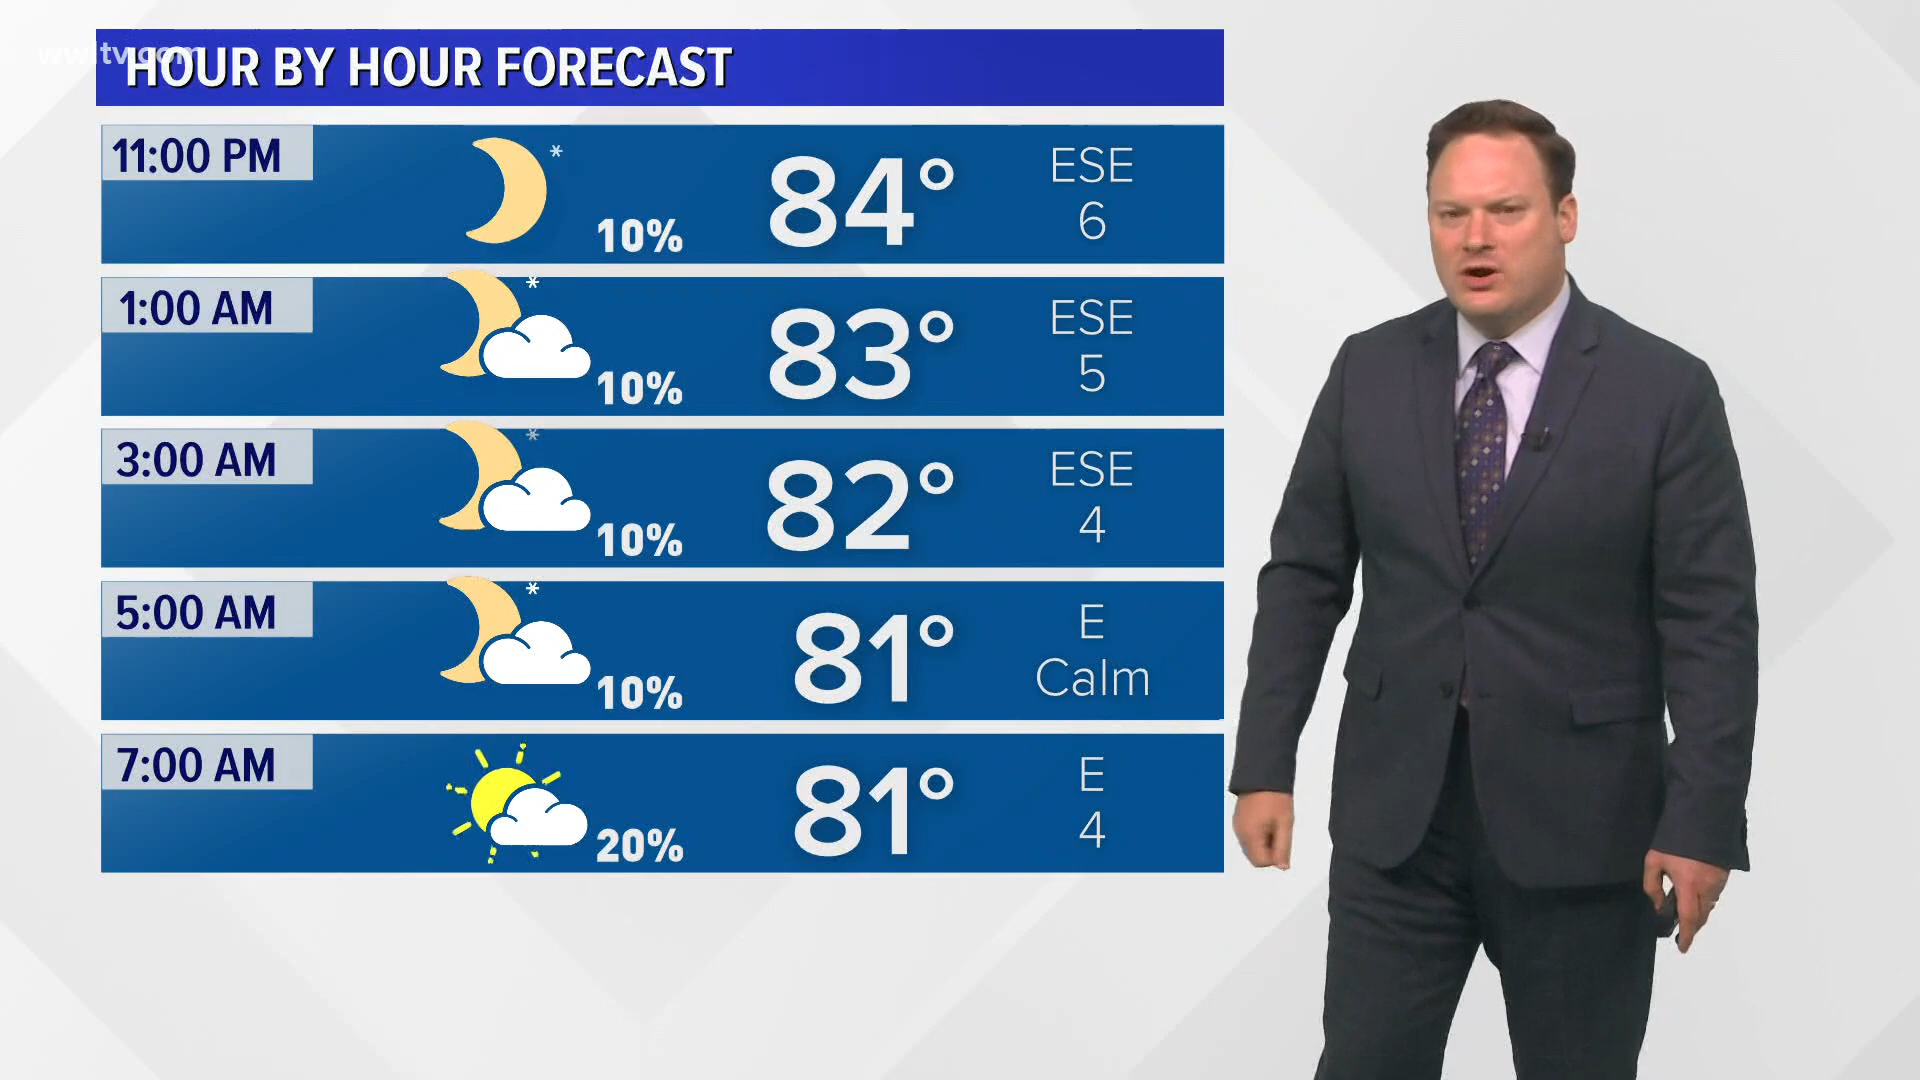 wwltv.com
HOUR BY HOUR FORECAST
11:00 PM
10%
84°
ESE
6
1:00 AM
10%
83°
ESE
5
3:00 AM
10%
82°
ESE
4
5:00 AM
10%
81°
E
Calm
7:00 AM
20%
81°
E
4